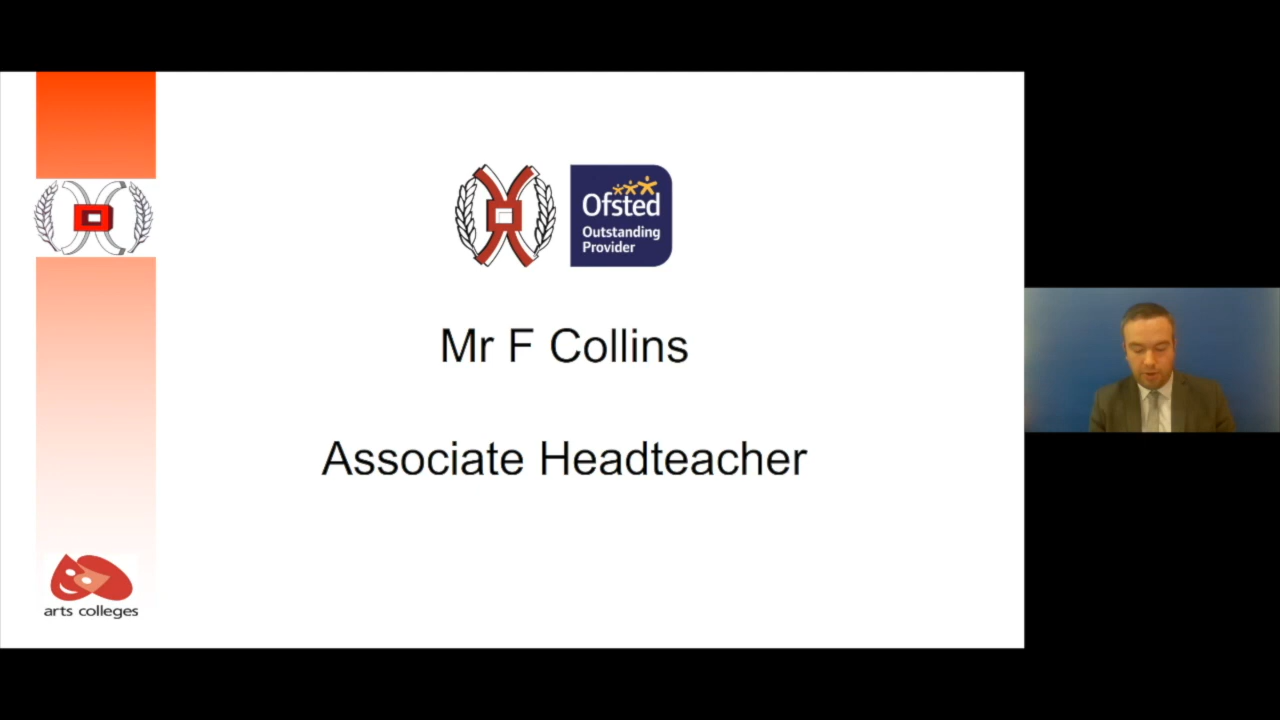 Ofsted
Outstanding
Provider
Mr F Collins
Associate Headteacher
arts colleges